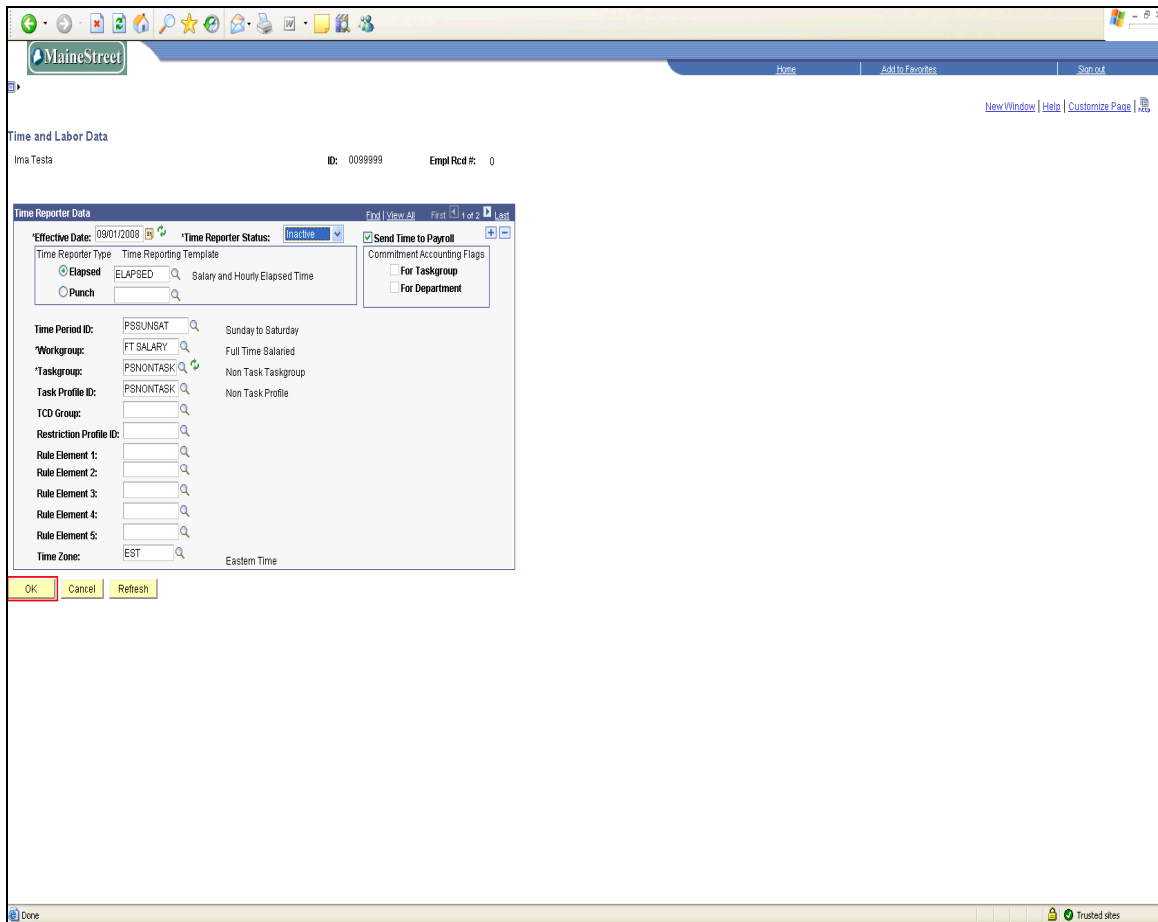 MaineStreet
Home Add to Favorites Sign out
New Window | Help | Customize Page | http
Time and Labor Data
Ima Testa ID: 0099999 Empl Rcd #: 0
Time Reporter Data Find | View All First 1 of 2 Last
*Effective Date: 09/01/2008 31 *Time Reporter Status: Inactive Send Time to Payroll
Time Reporter Type Time Reporting Template Commitment Accounting Flags
Elapsed ELAPSED Salary and Hourly Elapsed Time For Taskgroup
Punch For Department
Time Period ID: PSSUNSAT Sunday to Saturday
*Workgroup: FT SALARY Full Time Salaried
*Taskgroup: PSNONTASK Non Task Taskgroup
Task Profile ID: PSNONTASK Non Task Profile
TCD Group:
Restriction Profile ID:
Rule Element 1:
Rule Element 2:
Rule Element 3:
Rule Element 4:
Rule Element 5:
Time Zone: EST Eastern Time
OK Cancel Refresh
Done Trusted sites